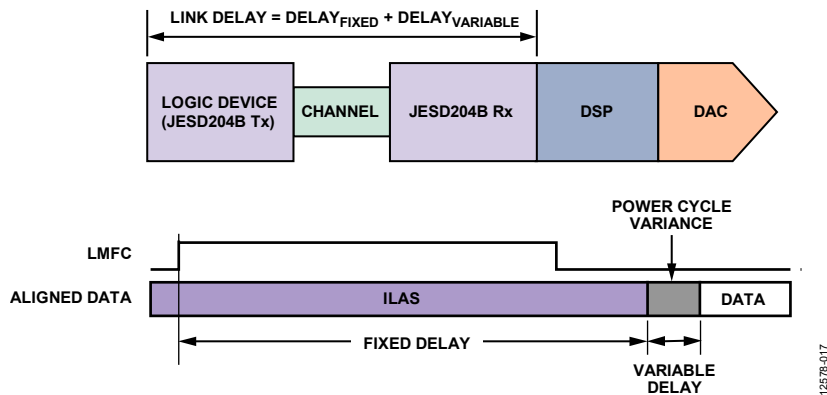 LINK DELAY = DELAYFIXED + DELAYVARIABLE
LOGIC DEVICE
(JESD204B Tx)
CHANNEL
JESD204B Rx
DSP
DAC
POWER CYCLE
VARIANCE
LMFC
ALIGNED DATA
ILAS
DATA
FIXED DELAY
VARIABLE
DELAY
12578-017